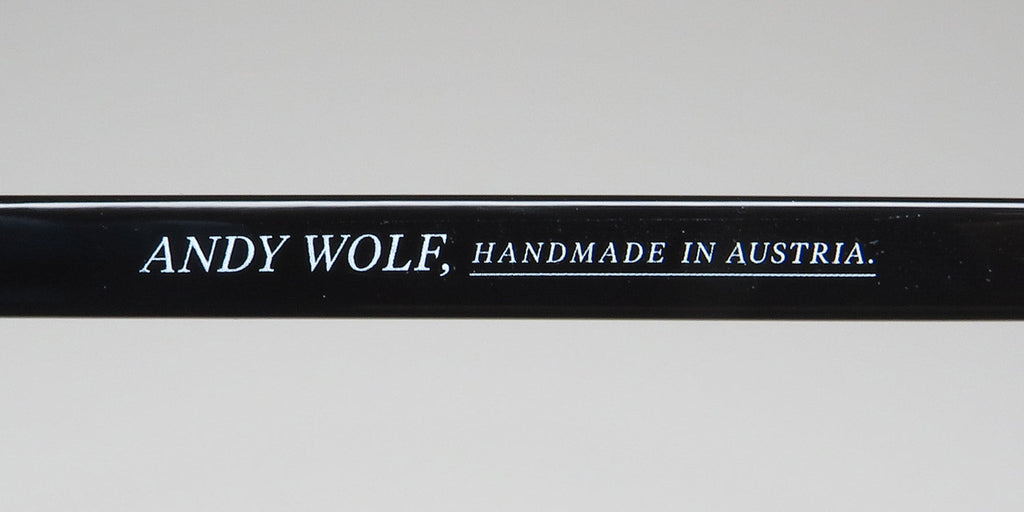 ANDY WOLF, HANDMADE IN AUSTRIA.